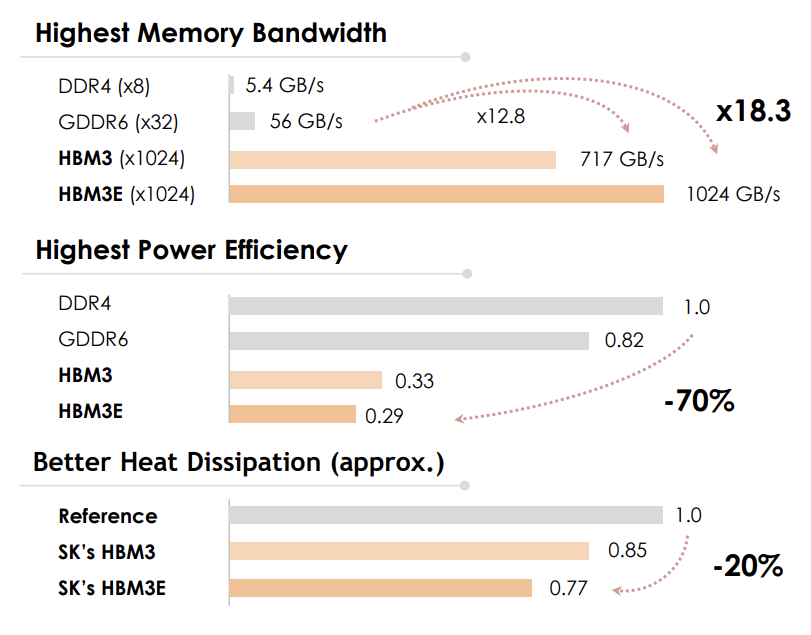 Highest Memory Bandwidth
DDR4 (x8) 5.4 GB/s
GDDR6 (x32) 56 GB/s
x12.8
x18.3
HBM3 (x1024) 717 GB/s
HBM3E (x1024) 1024 GB/s
Highest Power Efficiency
DDR4 1.0
GDDR6 0.82
HBM3 0.33
HBM3E 0.29
-70%
Better Heat Dissipation (approx.)
Reference 1.0
SK's HBM3 0.85
SK's HBM3E 0.77
-20%